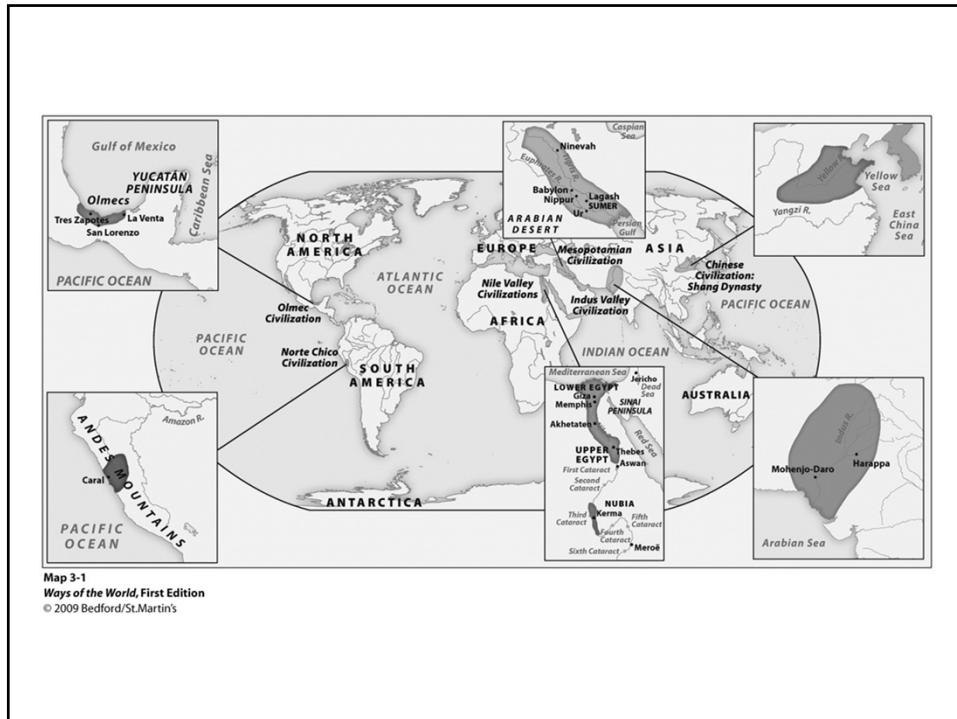 Gulf of Mexico
YUCATÁN
PENINSULA
Caribbean Sea
Olmecs
Tres Zapotes
La Venta
San Lorenzo
PACIFIC OCEAN
Caspian
Sea
Ninevah
Euphrates R.
Tigris R.
Babylon
Nippur
Lagash
SUMER
Ur
ARABIAN
DESERT
Persian
Gulf
Yellow R.
Yellow
Sea
Yangzi R.
East
China
Sea
NORTH
AMERICA
ATLANTIC
OCEAN
EUROPE
ASIA
Mesopotamian
Civilization
Chinese
Civilization:
Shang Dynasty
PACIFIC OCEAN
Nile Valley
Civilizations
Indus Valley
Civilization
Olmec
Civilization
AFRICA
PACIFIC
OCEAN
Norte Chico
Civilization
INDIAN OCEAN
SOUTH
AMERICA
AUSTRALIA
ANTARCTICA
Amazon R.
ANDES MOUNTAINS
Caral
PACIFIC
OCEAN
Mediterranean Sea
Jericho
Dead
Sea
LOWER EGYPT
Giza
Memphis
SINAI
PENINSULA
Akhetaten
Red Sea
UPPER
EGYPT
Thebes
Aswan
First Cataract
Second
Cataract
NUBIA
Third
Cataract
Kerma
Fifth
Cataract
Fourth
Cataract
Sixth Cataract
Meroë
Indus R.
Mohenjo-Daro
Harappa
Arabian Sea
Map 3-1
Ways of the World, First Edition
© 2009 Bedford/St.Martin's